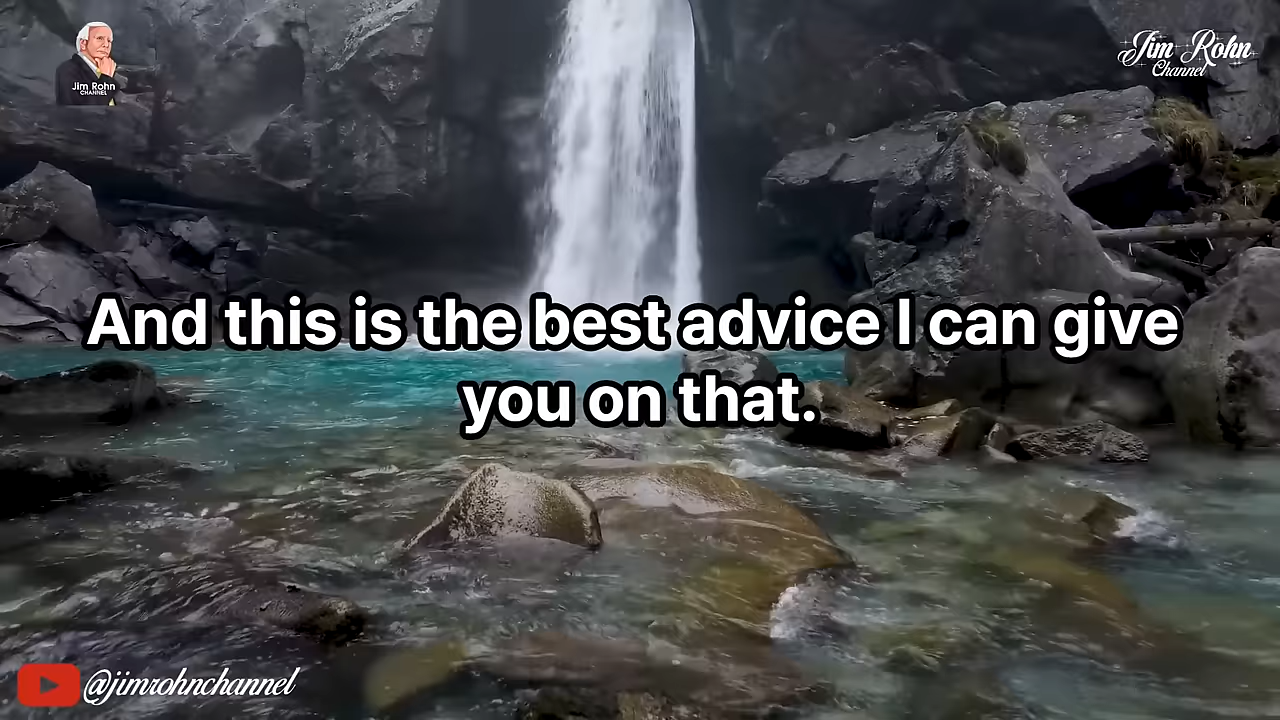 Jim Rohn
CHANNEL
Jim Rohn
Channel
And this is the best advice I can give
you on that.
@jimrohnchannel